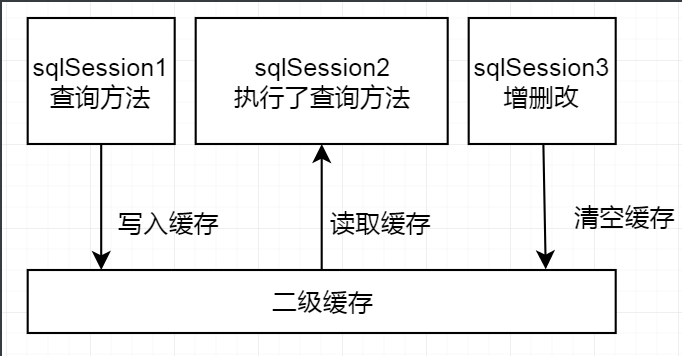 sqlSession1
查询方法
sqlSession2
执行了查询方法
sqlSession3
增删改
写入缓存
读取缓存
清空缓存
二级缓存